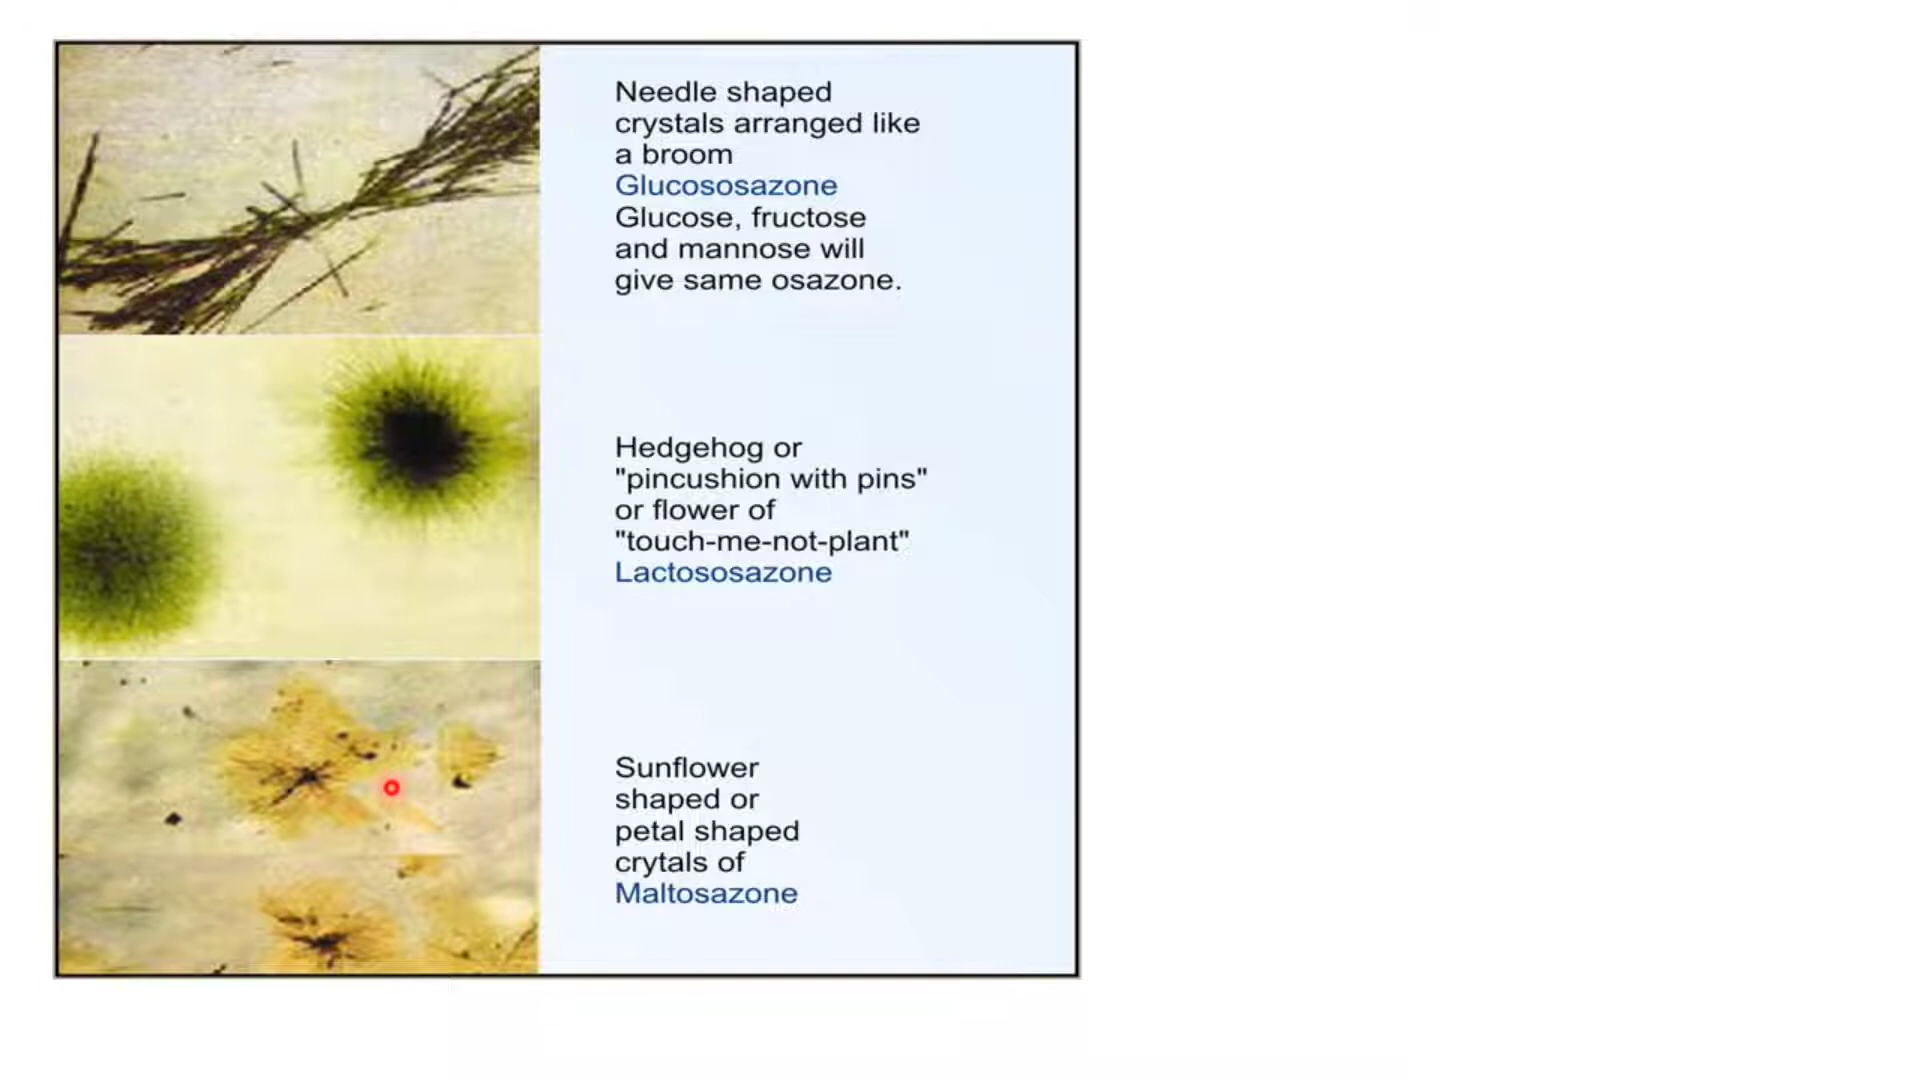 Needle shaped
crystals arranged like
a broom
Glucososazone
Glucose, fructose
and mannose will
give same osazone.
Hedgehog or
"pincushion with pins"
or flower of
"touch-me-not-plant"
Lactososazone
Sunflower
shaped or
petal shaped
crytals of
Maltosazone